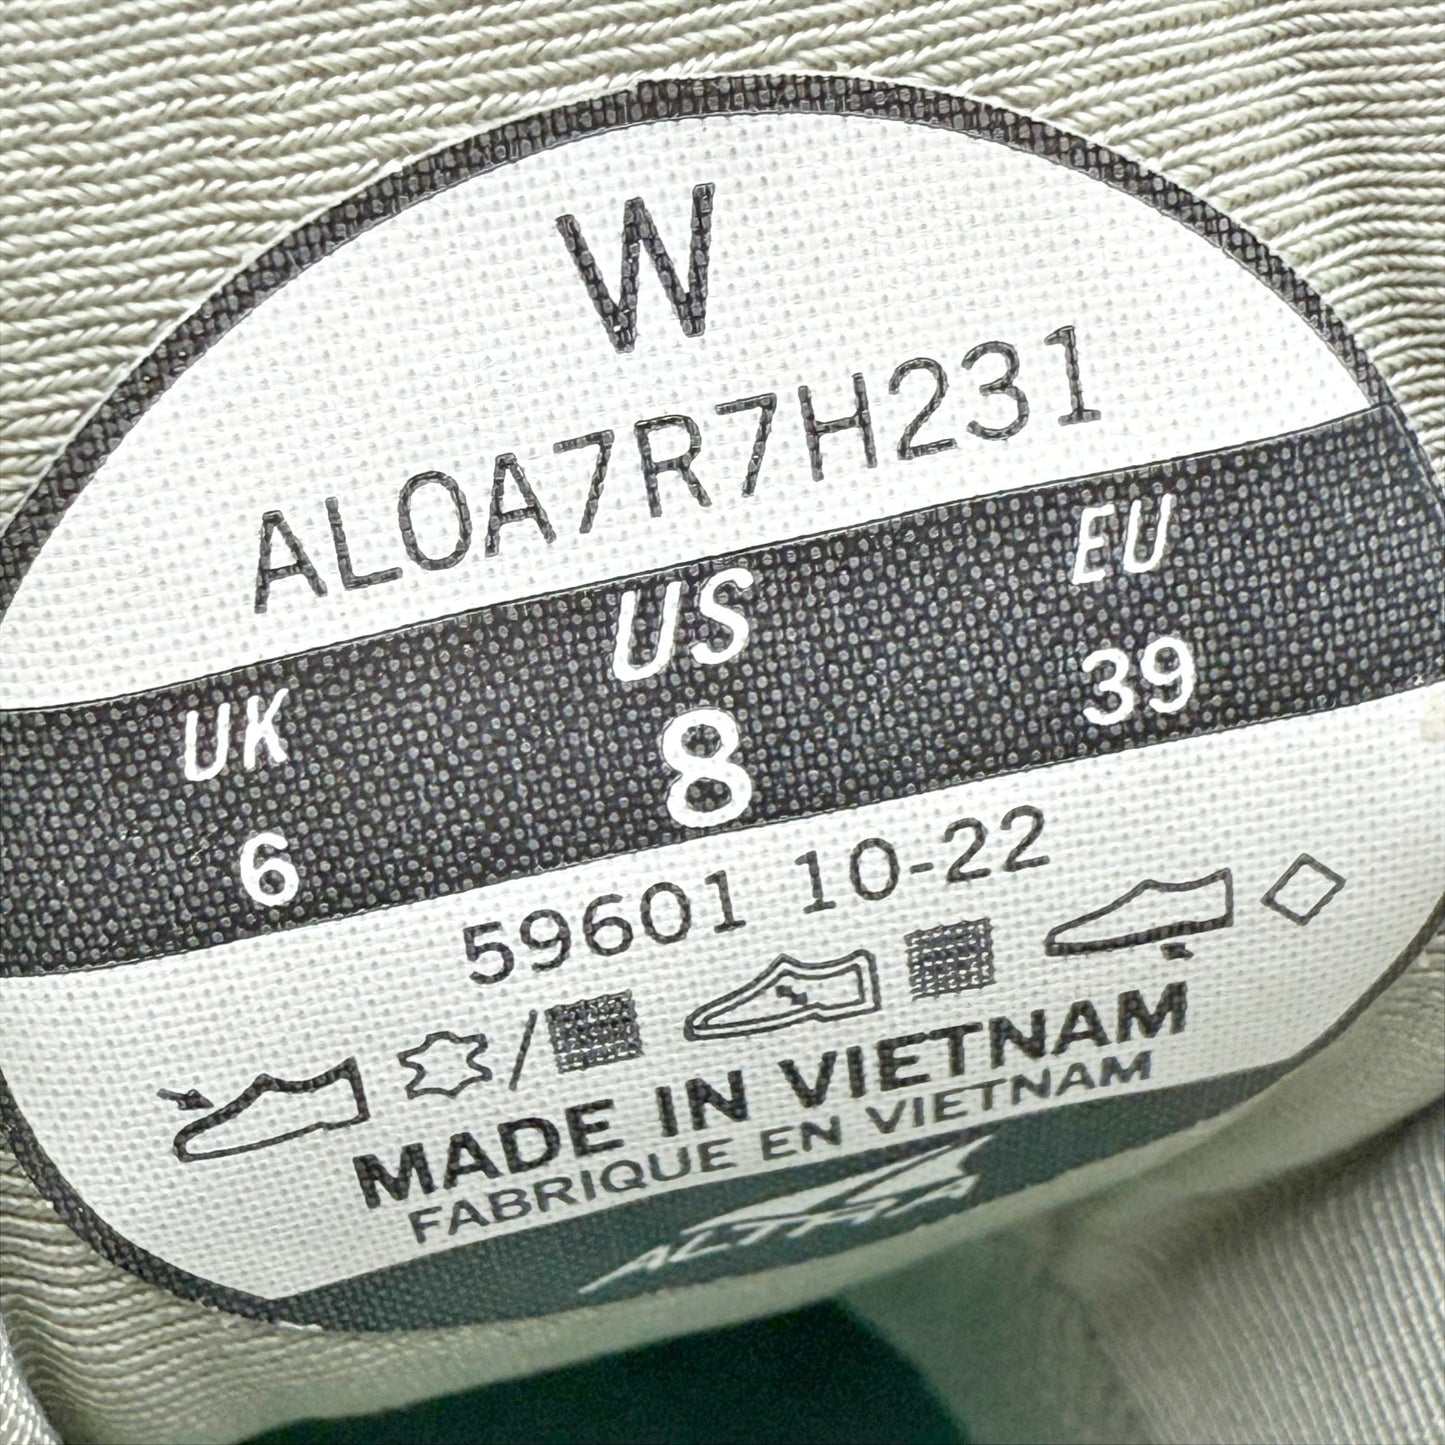 W
AL0A7R7H231
UK US EU
6 8 39
59601 10-22
MADE IN VIETNAM
FABRIQUE EN VIETNAM
ALTRA